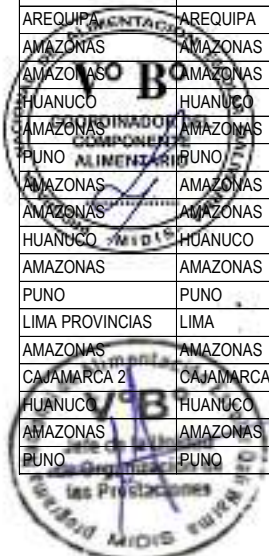 AREQUIPA AREQUIPA
AMAZONAS AMAZONAS
AMAZONAS AMAZONAS
HUANUCO HUANUCO
AMAZONAS AMAZONAS
PUNO PUNO
AMAZONAS AMAZONAS
AMAZONAS AMAZONAS
HUANUCO HUANUCO
AMAZONAS AMAZONAS
PUNO PUNO
LIMA PROVINCIAS LIMA
AMAZONAS AMAZONAS
CAJAMARCA 2 CAJAMARCA
HUANUCO HUANUCO
AMAZONAS AMAZONAS
PUNO PUNO
V° B°
COORDINADOR DEL
COMPONENTE
ALIMENTARIO
MIDIS
V° B°
las Prestaciones
MIDIS